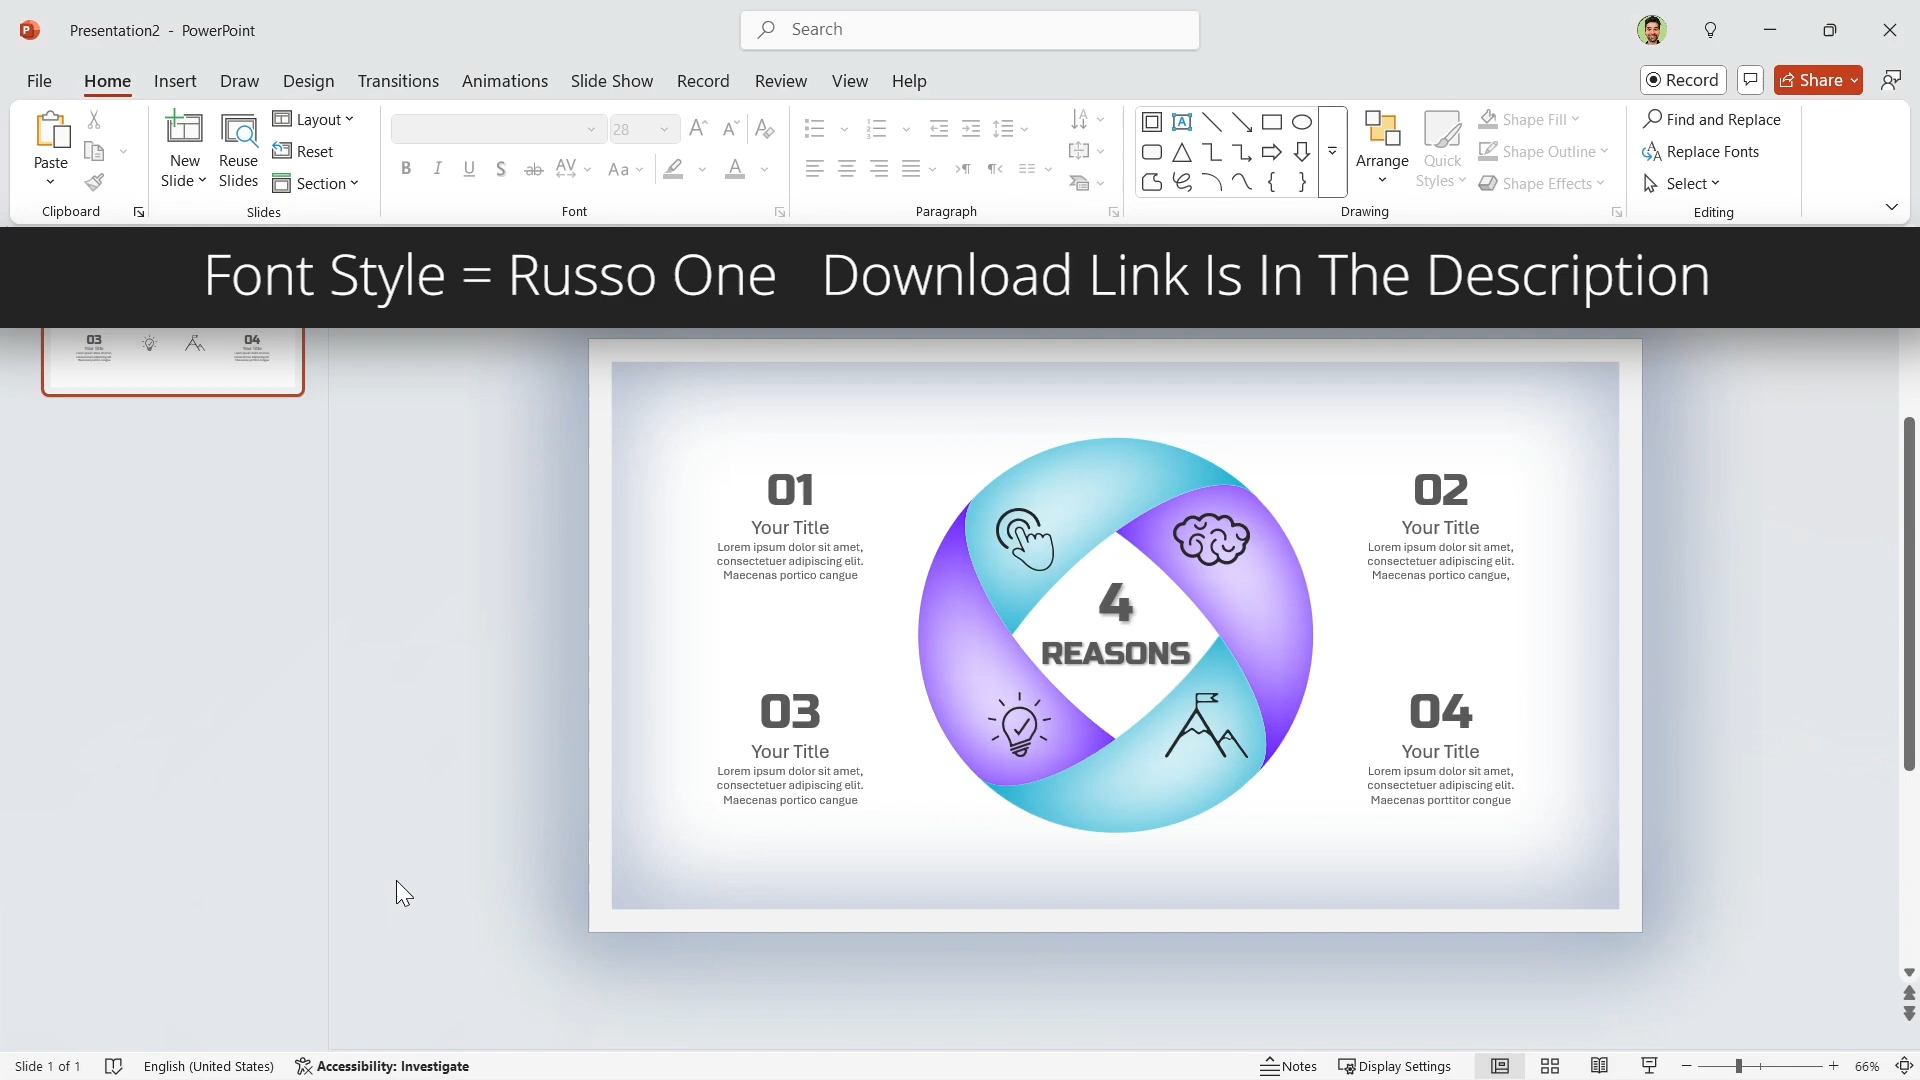 Presentation2 - PowerPoint
Search
File Home Insert Draw Design Transitions Animations Slide Show Record Review View Help
Record
Share
Paste
New Slide
Reuse Slides
Layout
Reset
Section
28
Shape Fill
Shape Outline
Shape Effects
Arrange
Quick Styles
Find and Replace
Replace Fonts
Select
Clipboard
Slides
Font
Paragraph
Drawing
Editing
Font Style = Russo One Download Link Is In The Description
03
04
Your Title
Your Title
01
Your Title
Lorem ipsum dolor sit amet,
consectetuer adipiscing elit.
Maecenas portico cangue
02
Your Title
Lorem ipsum dolor sit amet,
consectetuer adipiscing elit.
Maecenas portico cangue,
4
REASONS
03
Your Title
Lorem ipsum dolor sit amet,
consectetuer adipiscing elit.
Maecenas portico cangue
04
Your Title
Lorem ipsum dolor sit amet,
consectetuer adipiscing elit.
Maecenas porttitor congue
Slide 1 of 1
English (United States)
Accessibility: Investigate
Notes
Display Settings
66%